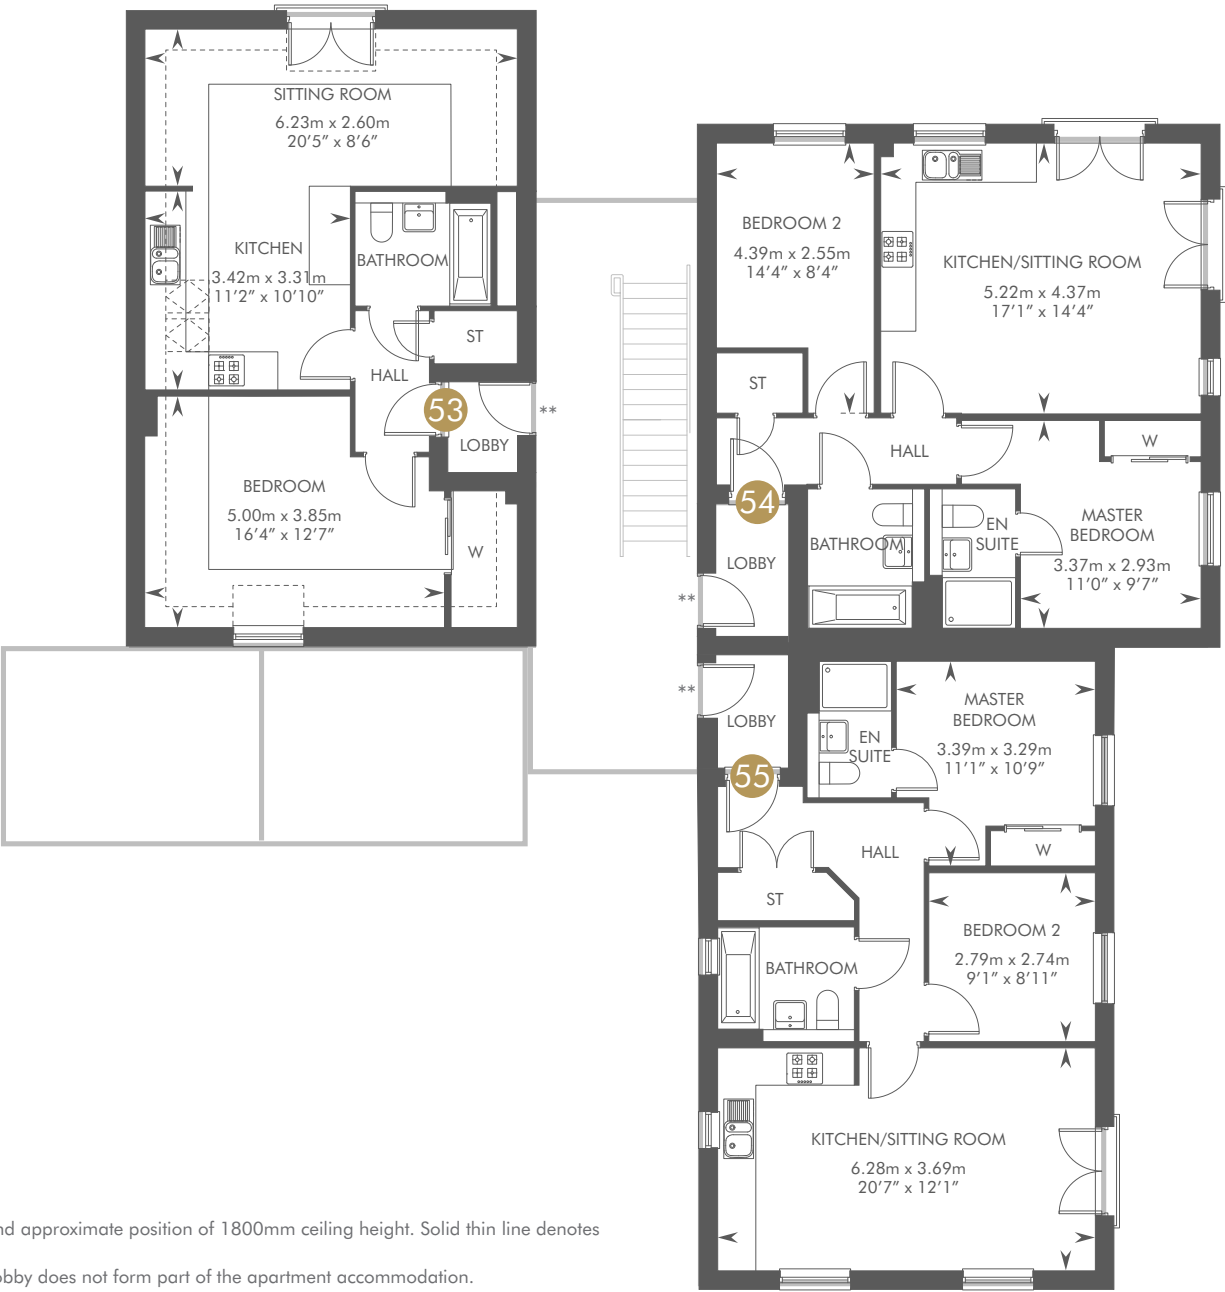 SITTING ROOM
6.23m x 2.60m
20'5" x 8'6"
KITCHEN
3.42m x 3.31m
11'2" x 10'10"
BATHROOM
ST
HALL
53
**
LOBBY
BEDROOM
5.00m x 3.85m
16'4" x 12'7"
W
BEDROOM 2
4.39m x 2.55m
14'4" x 8'4"
KITCHEN/SITTING ROOM
5.22m x 4.37m
17'1" x 14'4"
ST
HALL
W
54
LOBBY
**
BATHROOM
EN
SUITE
MASTER
BEDROOM
3.37m x 2.93m
11'0" x 9'7"
**
LOBBY
55
EN
SUITE
MASTER
BEDROOM
3.39m x 3.29m
11'1" x 10'9"
HALL
W
ST
BEDROOM 2
2.79m x 2.74m
9'1" x 8'11"
BATHROOM
KITCHEN/SITTING ROOM
6.28m x 3.69m
20'7" x 12'1"
approximate position of 1800mm ceiling height. Solid thin line denotes
does not form part of the apartment accommodation.